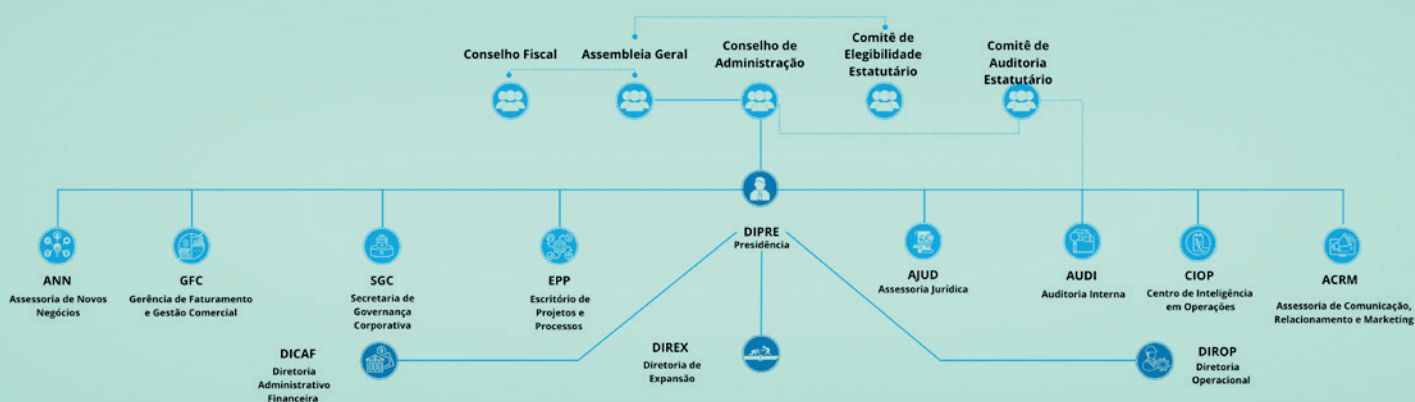 Conselho Fiscal
Assembleia Geral
Conselho de
Administração
Comitê de
Elegibilidade
Estatutário
Comitê de
Auditoria
Estatutário
DIPRE
Presidência
ANN
Assessoria de Novos
Negócios
GFC
Gerência de Faturamento
e Gestão Comercial
SGC
Secretaria de
Governança
Corporativa
EPP
Escritório de
Projetos e
Processos
AJUD
Assessoria Jurídica
AUDI
Auditoria Interna
CIOP
Centro de Inteligência
em Operações
ACRM
Assessoria de Comunicação,
Relacionamento e Marketing
DICAF
Diretoria
Administrativo
Financeira
DIREX
Diretoria de
Expansão
DIROP
Diretoria
Operacional